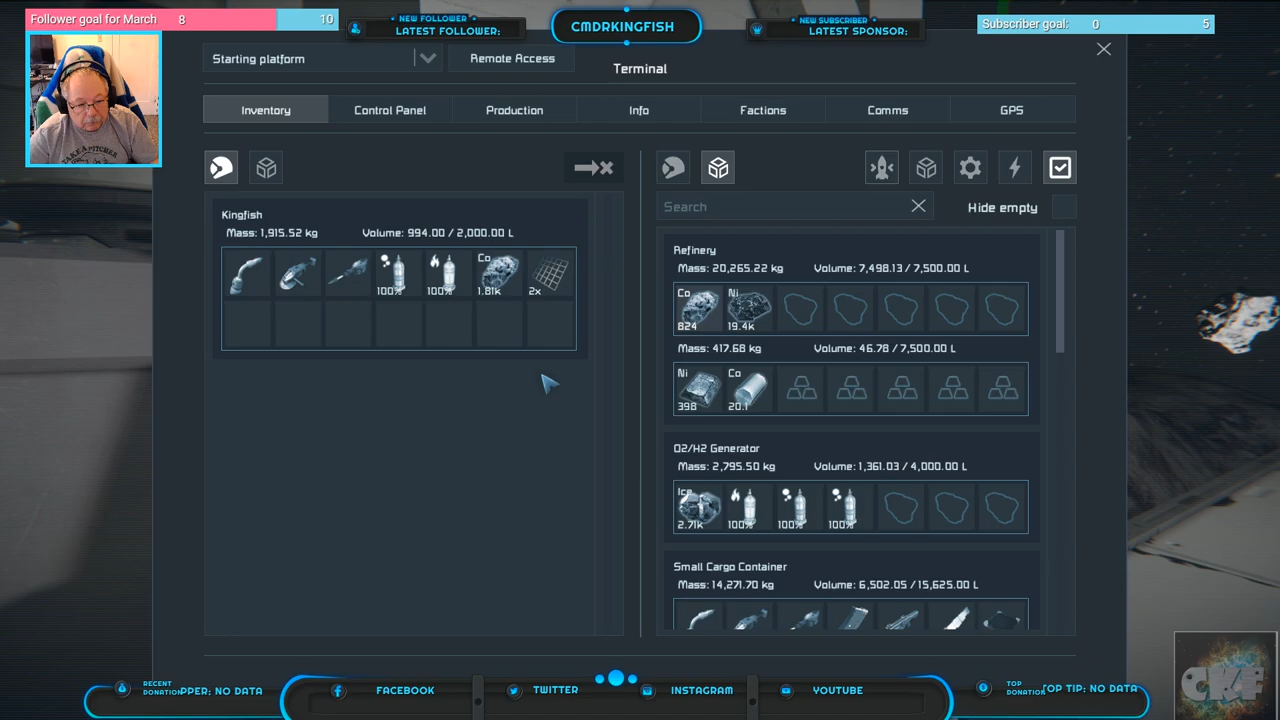 Follower goal for March 8 10
NEW FOLLOWER
LATEST FOLLOWER:
CMDRKINGFISH
NEW SUBSCRIBER
LATEST SPONSOR:
Subscriber goal: 0 5
Starting platform
Remote Access
Terminal
Inventory
Control Panel
Production
Info
Factions
Comms
GPS
Kingfish
Mass: 1,915.52 kg Volume: 994.00 / 2,000.00 L
100%
100%
Co
1.81k
2x
Search
Hide empty
Refinery
Mass: 20,265.22 kg Volume: 7,498.13 / 7,500.00 L
Co
824
Ni
19.4k
Mass: 417.68 kg Volume: 46.78 / 7,500.00 L
Ni
398
Co
20.1
O2/H2 Generator
Mass: 2,795.50 kg Volume: 1,361.03 / 4,000.00 L
Ice
2.71k
100%
100%
100%
Small Cargo Container
Mass: 14,271.70 kg Volume: 6,502.05 / 15,625.00 L
TAKE A PITCHER
RECENT
DONATION
PPER: NO DATA
FACEBOOK
TWITTER
INSTAGRAM
YOUTUBE
TOP
DONATION
TOP TIP: NO DATA
CKF